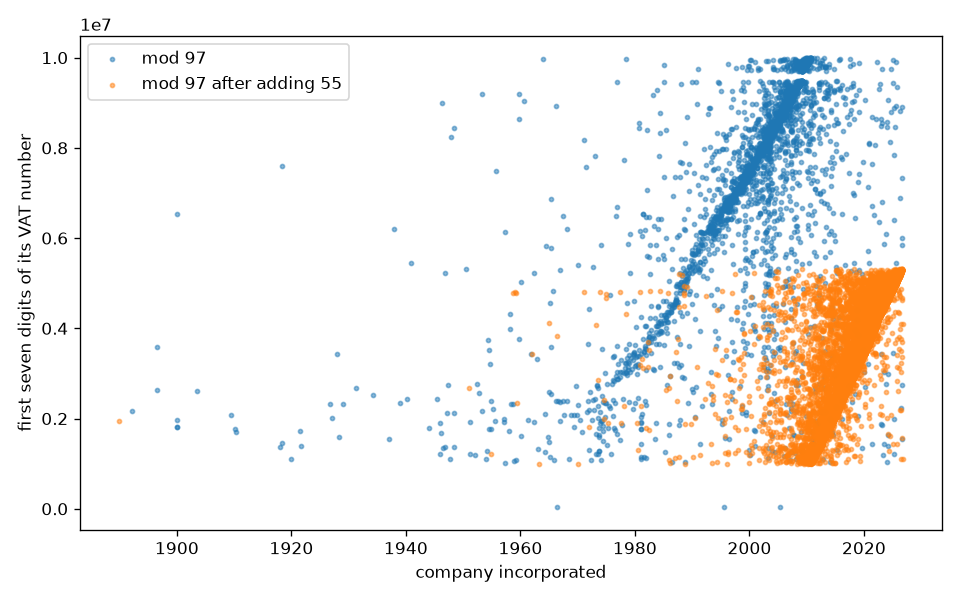 1e7
mod 97
mod 97 after adding 55
1.0
0.8
0.6
0.4
0.2
0.0
first seven digits of its VAT number
1900 1920 1940 1960 1980 2000 2020
company incorporated